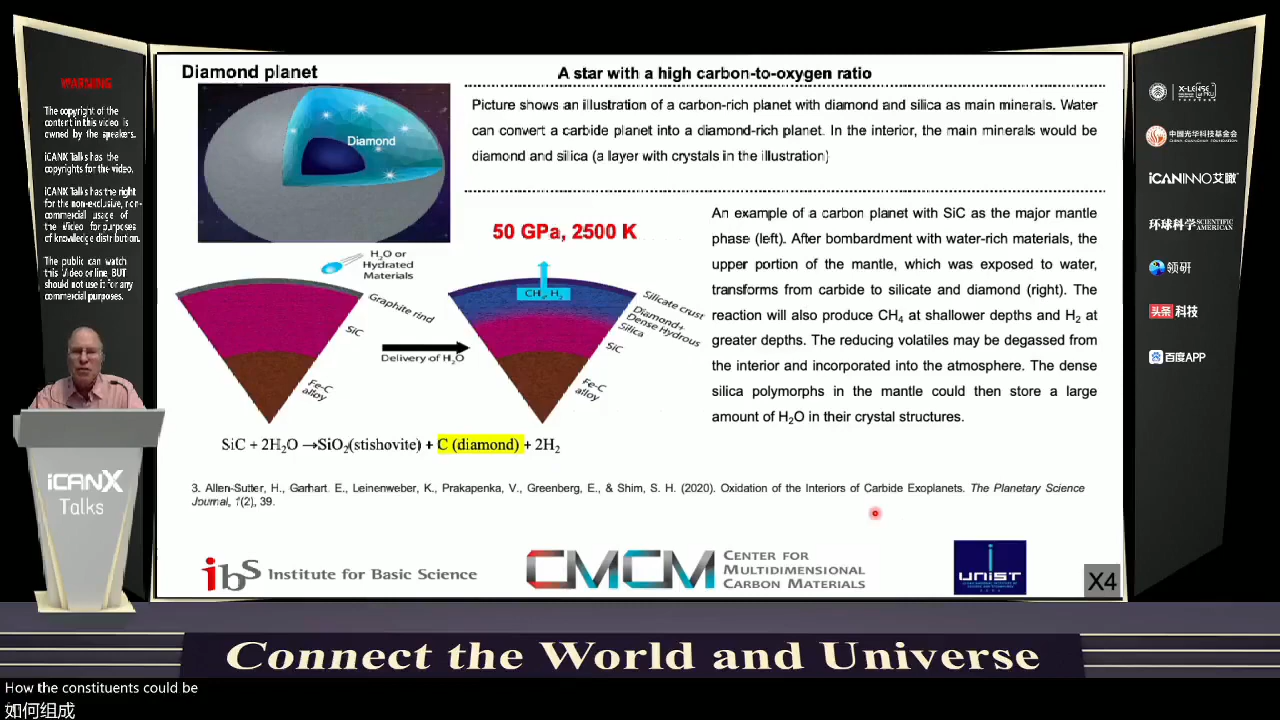 WARNING
The copyright of the
content in this video is
owned by the speakers.
iCANX Talks has the
copyrights for the video.
iCANX Talks has the right
for the non-exclusive, non-
commercial usage of
the Video for purposes
of knowledge distribution.
The public can watch
this Video online, BUT
should not use it for any
commercial purposes.
iCANX
Talks
Diamond planet
A star with a high carbon-to-oxygen ratio
Diamond
Picture shows an illustration of a carbon-rich planet with diamond and silica as main minerals. Water
can convert a carbide planet into a diamond-rich planet. In the interior, the main minerals would be
diamond and silica (a layer with crystals in the illustration)
50 GPa, 2500 K
H₂O or
Hydrated
Materials
Graphite rind
SiC
Fe-C
alloy
Delivery of H₂O
CH₄, H₂
Silicate crust
Diamond+
Dense Hydrous
Silica
SiC
Fe-C
alloy
An example of a carbon planet with SiC as the major mantle
phase (left). After bombardment with water-rich materials, the
upper portion of the mantle, which was exposed to water,
transforms from carbide to silicate and diamond (right). The
reaction will also produce CH₄ at shallower depths and H₂ at
greater depths. The reducing volatiles may be degassed from
the interior and incorporated into the atmosphere. The dense
silica polymorphs in the mantle could then store a large
amount of H₂O in their crystal structures.
SiC + 2H₂O →SiO₂(stishovite) + C (diamond) + 2H₂
3. Allen-Sutter, H., Garhart. E., Leinenweber, K., Prakapenka, V., Greenberg, E., & Shim, S. H. (2020). Oxidation of the Interiors of Carbide Exoplanets. The Planetary Science
Journal, 1(2), 39.
ibS Institute for Basic Science
CMCM
CENTER FOR
MULTIDIMENSIONAL
CARBON MATERIALS
UNIST
X4
X-LENSE
中国光华科技基金会
CHINA GUANGHUA FOUNDATION
iCANINNO艾瞰
环球科学 SCIENTIFIC AMERICAN
领研
头条 科技
百度APP
Connect the World and Universe
How the constituents could be
如何组成